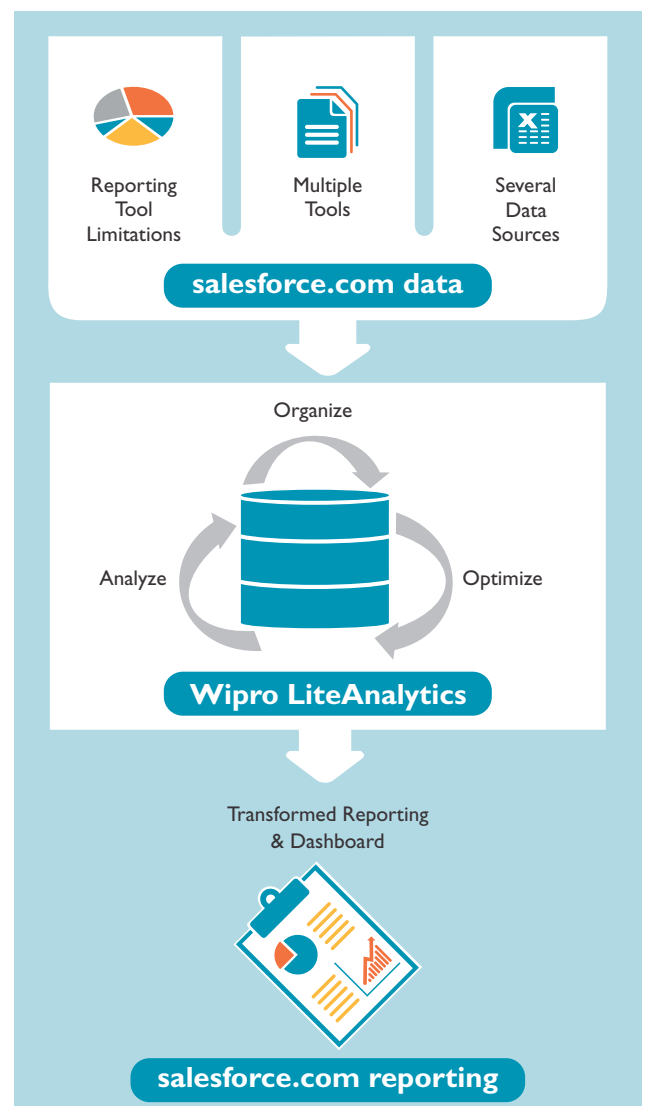 Reporting
Tool
Limitations
Multiple
Tools
Several
Data
Sources
salesforce.com data
Organize
Analyze
Optimize
Wipro LiteAnalytics
Transformed Reporting
& Dashboard
salesforce.com reporting